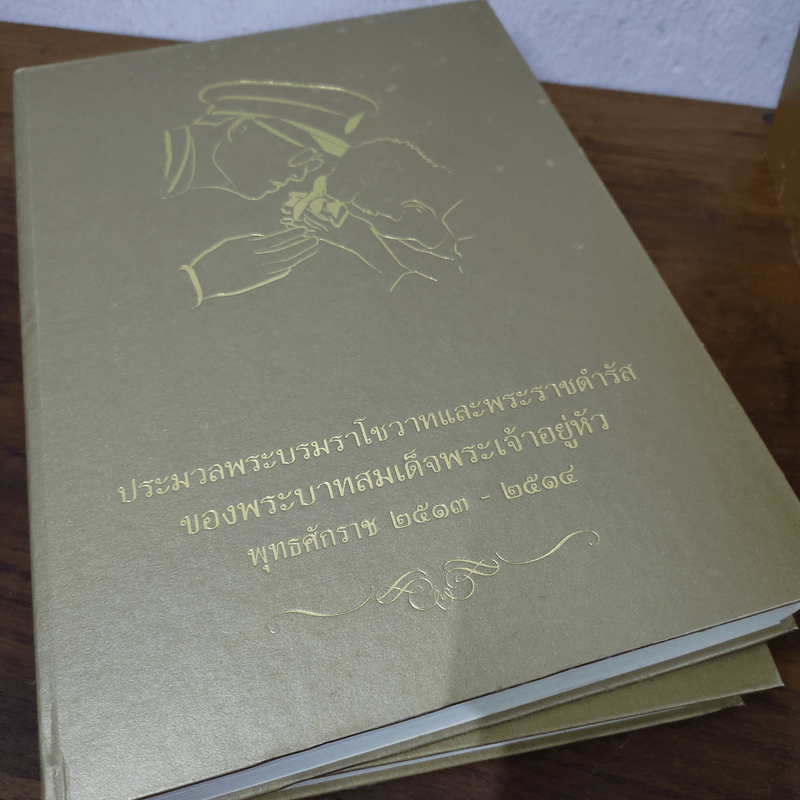 ประมวลพระบรมราโชวาทและพระราชดำรัส
ของพระบาทสมเด็จพระเจ้าอยู่หัว
พุทธศักราช ๒๕๑๓ - ๒๕๑๔